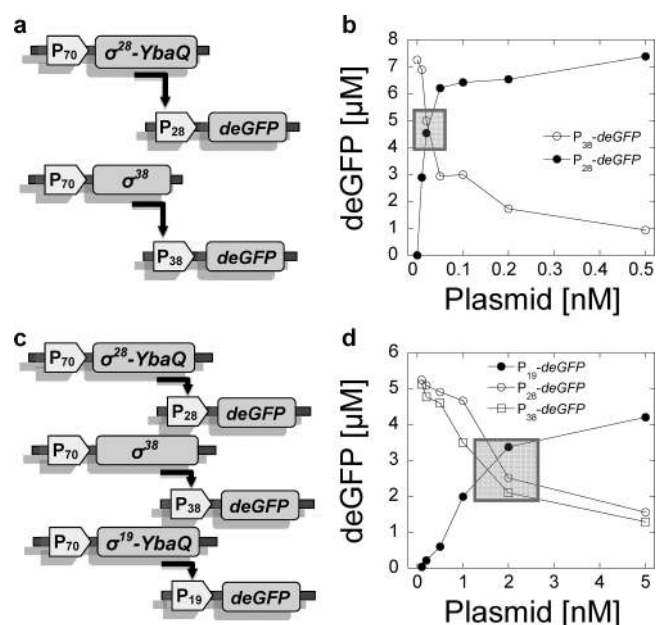 a
P70 σ28-YbaQ
P28 deGFP
P70 σ38
P38 deGFP
b
deGFP [µM]
8
7
6
5
4
3
2
1
0
P38-deGFP
P28-deGFP
0 0.1 0.2 0.3 0.4 0.5
Plasmid [nM]
c
P70 σ28-YbaQ
P28 deGFP
P70 σ38
P38 deGFP
P70 σ19-YbaQ
P19 deGFP
d
deGFP [µM]
6
5
4
3
2
1
0
P19-deGFP
P28-deGFP
P38-deGFP
0 1 2 3 4 5
Plasmid [nM]